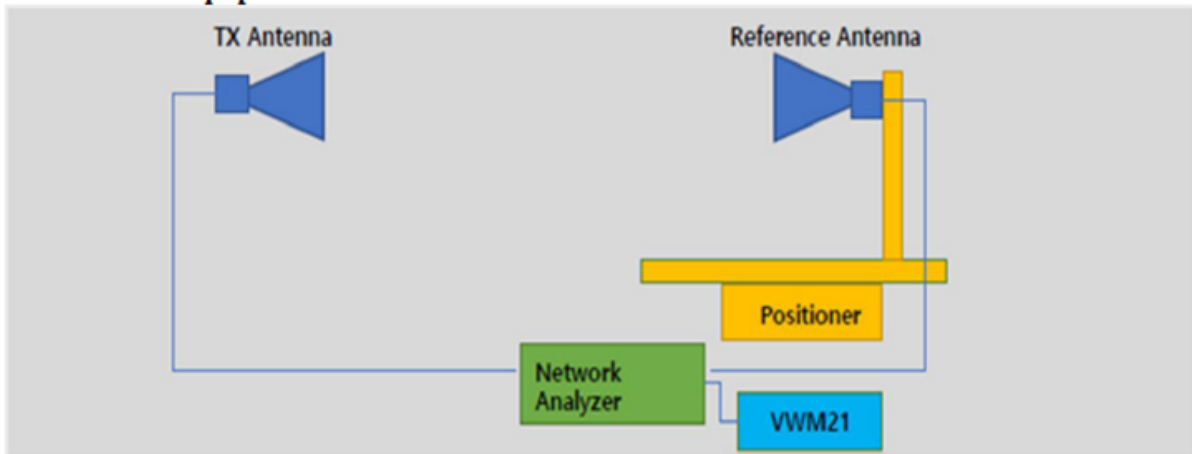 TX Antenna
Reference Antenna
Positioner
Network
Analyzer
VWM21